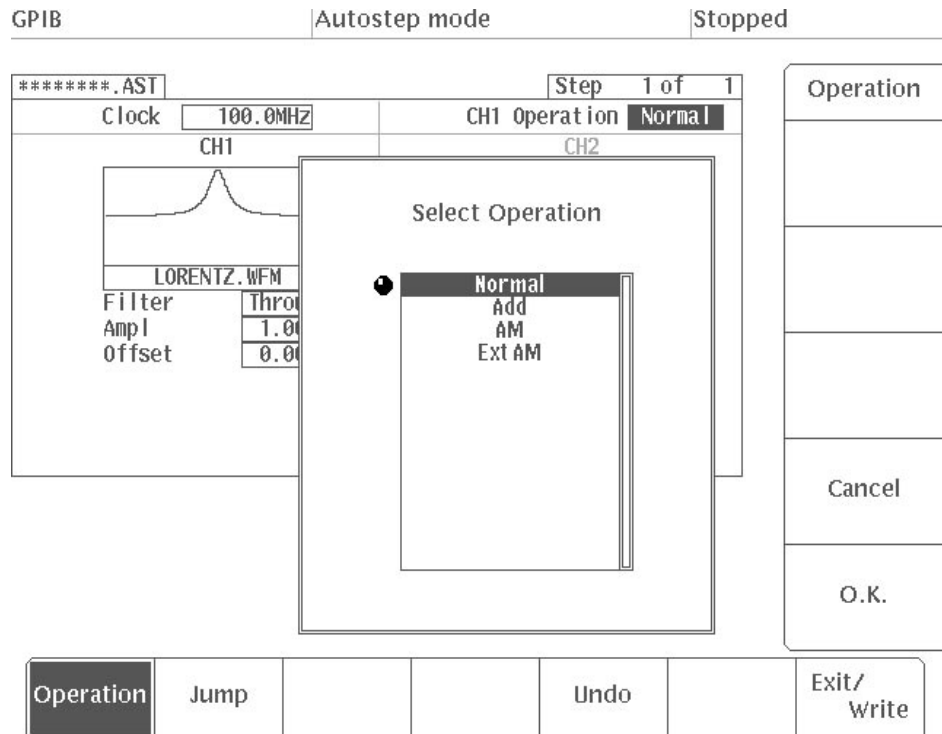 GPIB Autostep mode Stopped
********.AST Step 1 of 1
Clock 100.0MHz CH1 Operation Normal
CH1 CH2
LORENTZ.WFM
Filter
Ampl
Offset
Select Operation
Normal
Add
AM
Ext AM
Operation
Cancel
O.K.
Operation Jump Undo Exit/
Write